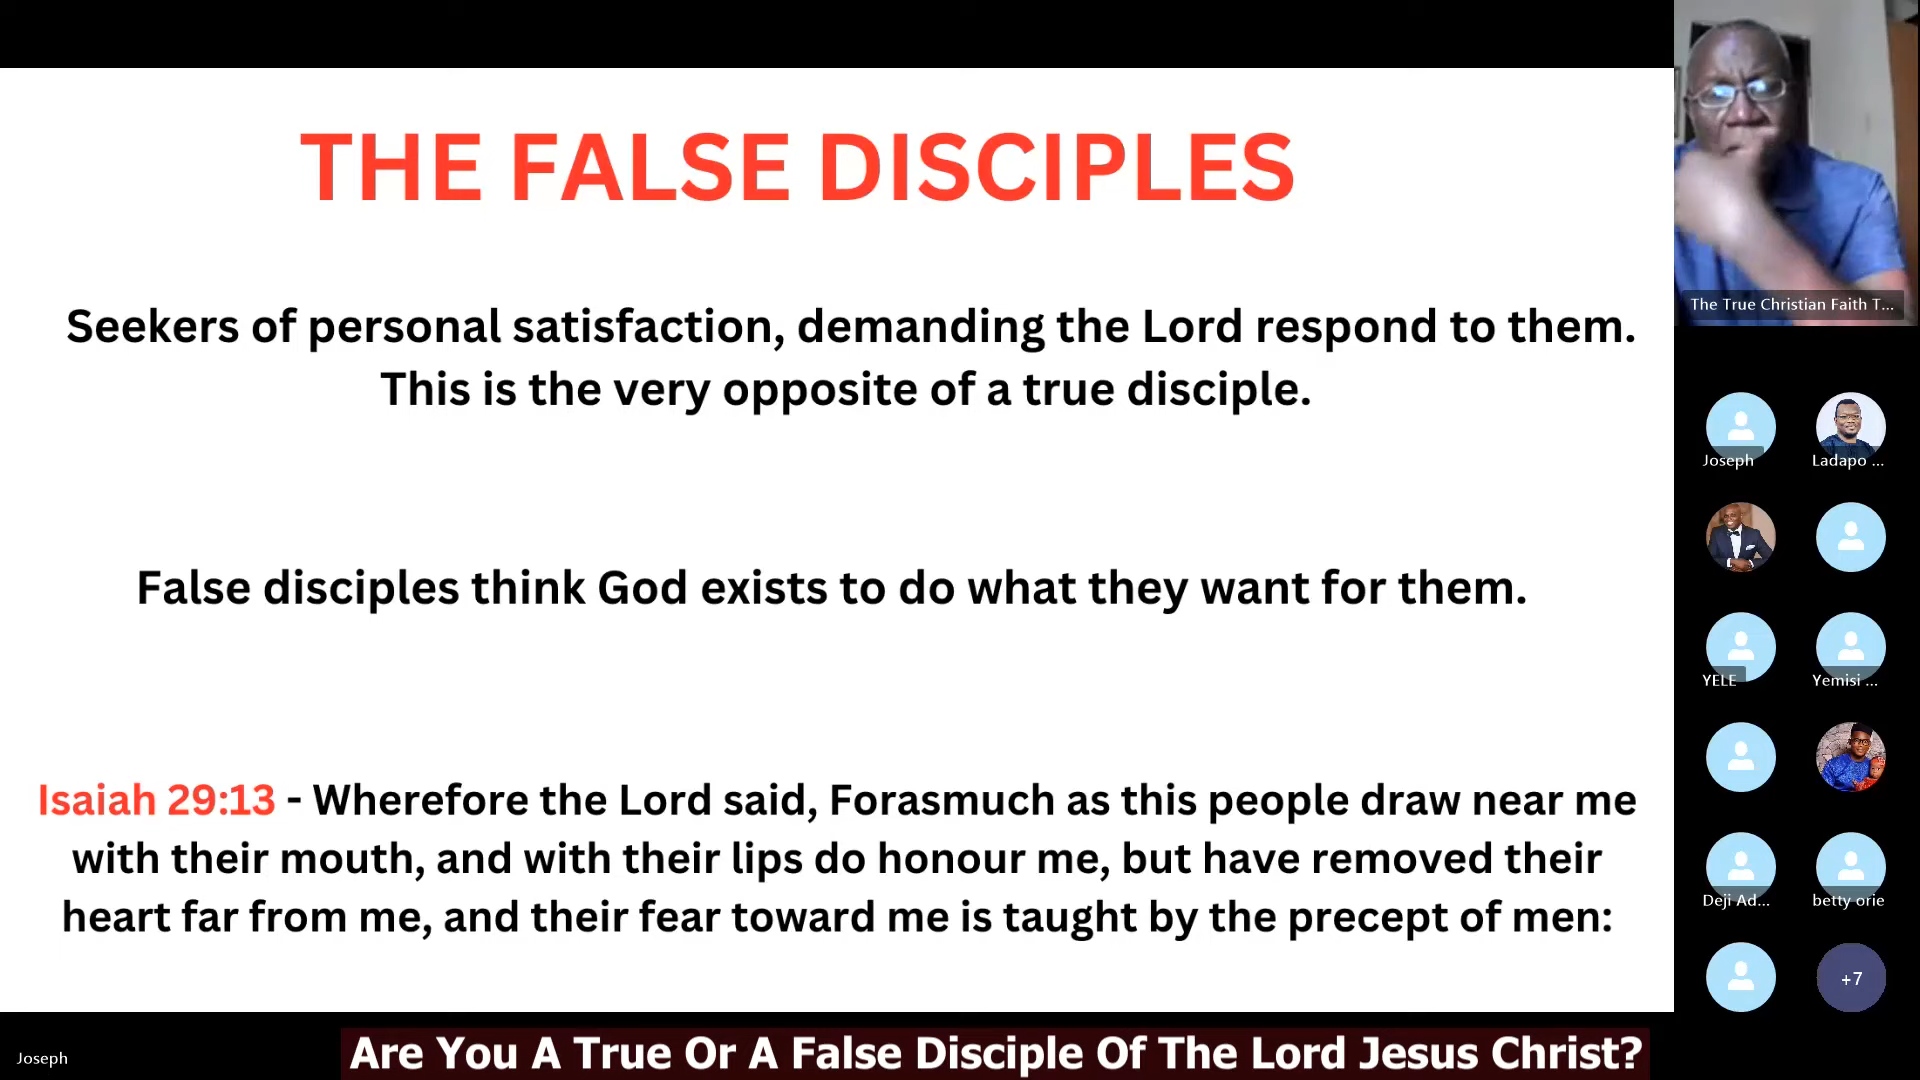 THE FALSE DISCIPLES
Seekers of personal satisfaction, demanding the Lord respond to them.
This is the very opposite of a true disciple.
False disciples think God exists to do what they want for them.
Isaiah 29:13 - Wherefore the Lord said, Forasmuch as this people draw near me
with their mouth, and with their lips do honour me, but have removed their
heart far from me, and their fear toward me is taught by the precept of men:
The True Christian Faith T...
Joseph
Ladapo ...
YELE
Yemisi ...
Deji Ad...
betty orie
+7
Joseph
Are You A True Or A False Disciple Of The Lord Jesus Christ?